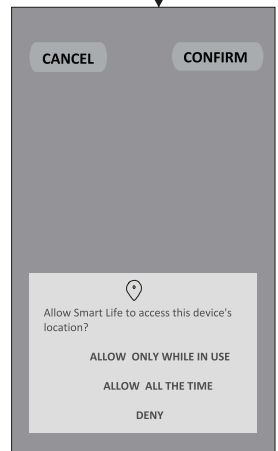 CANCEL
CONFIRM
Allow Smart Life to access this device's
location?
ALLOW ONLY WHILE IN USE
ALLOW ALL THE TIME
DENY